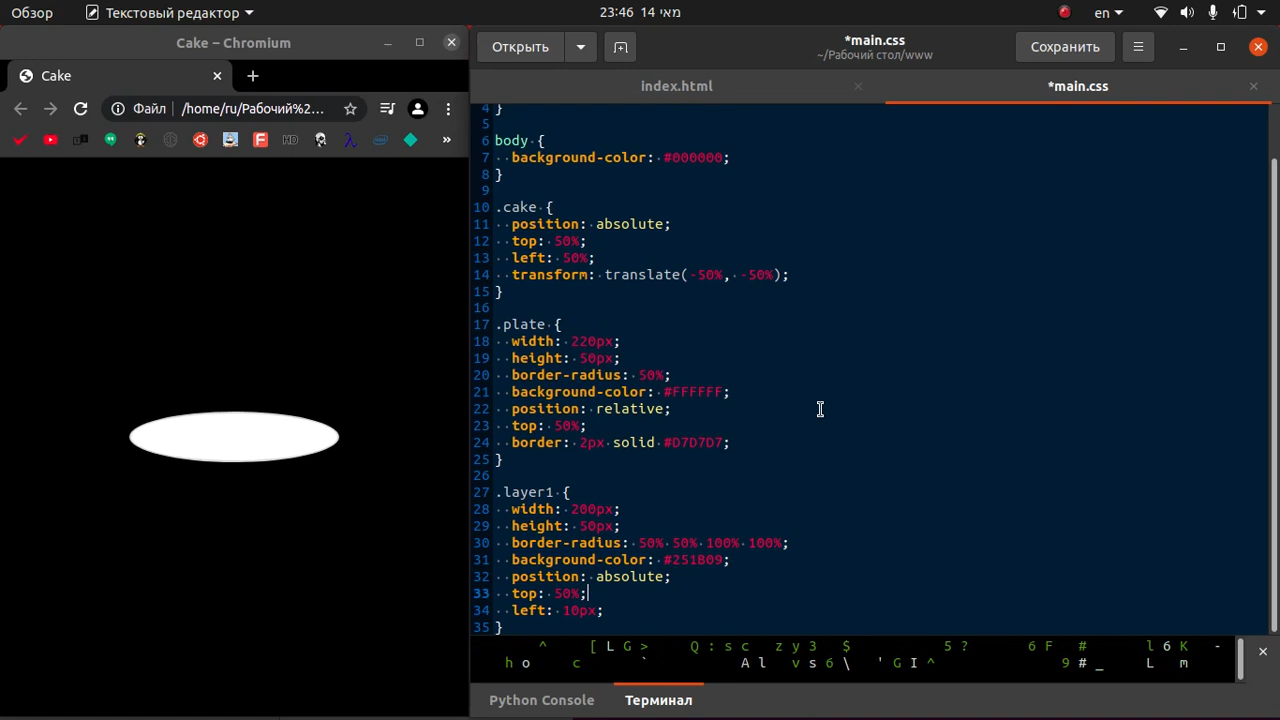 Обзор
Текстовый редактор
23:46 14 מאי
en
Cake – Chromium
Cake
Файл /home/ru/Рабочий%2...
Открыть
*main.css
~/Рабочий стол/www
Сохранить
index.html
*main.css
4 }
5
6 body {
7 background-color: #000000;
8 }
9
10 .cake {
11 position: absolute;
12 top: 50%;
13 left: 50%;
14 transform: translate(-50%, -50%);
15 }
16
17 .plate {
18 width: 220px;
19 height: 50px;
20 border-radius: 50%;
21 background-color: #FFFFFF;
22 position: relative;
23 top: 50%;
24 border: 2px solid #D7D7D7;
25 }
26
27 .layer1 {
28 width: 200px;
29 height: 50px;
30 border-radius: 50% 50% 100% 100%;
31 background-color: #251B09;
32 position: absolute;
33 top: 50%;
34 left: 10px;
35 }
^ [ L G > Q : s c z y 3 $ 5 ? 6 F # l 6 K -
h o c ` A l v s 6 \ ' G I ^ 9 # _ L m
Python Console
Терминал